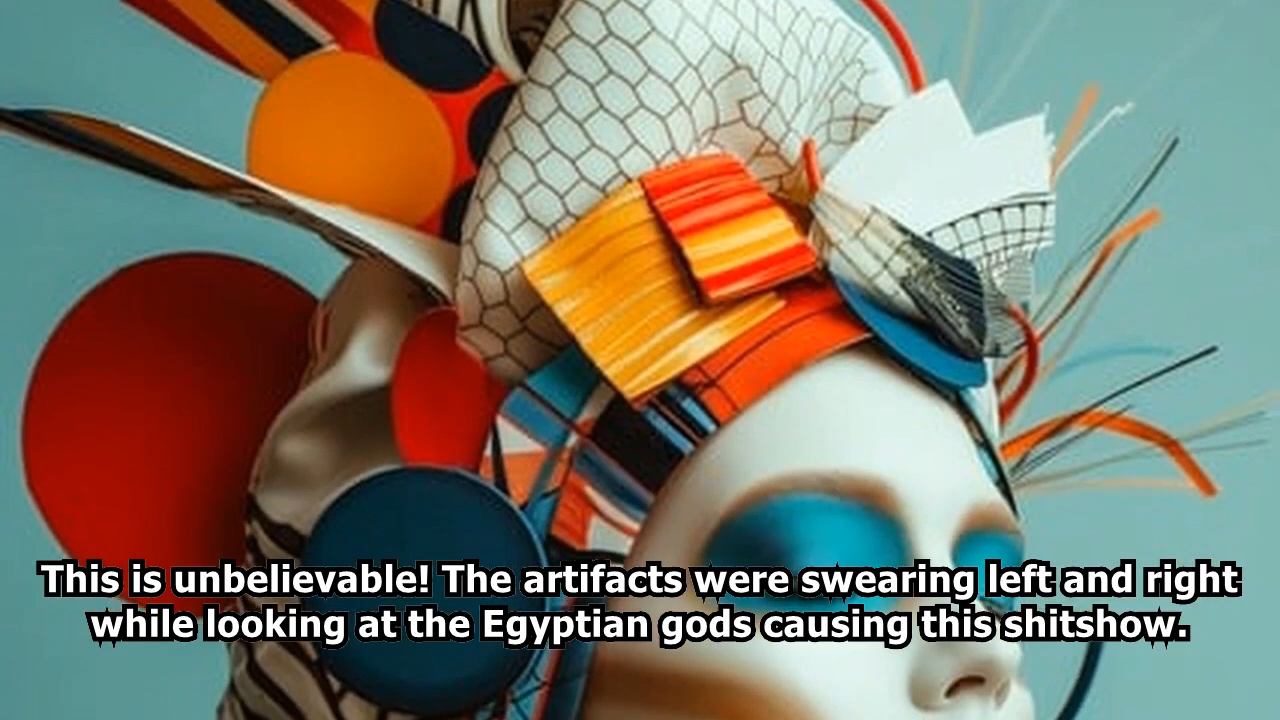 This is unbelievable! The artifacts were swearing left and right
while looking at the Egyptian gods causing this shitshow.